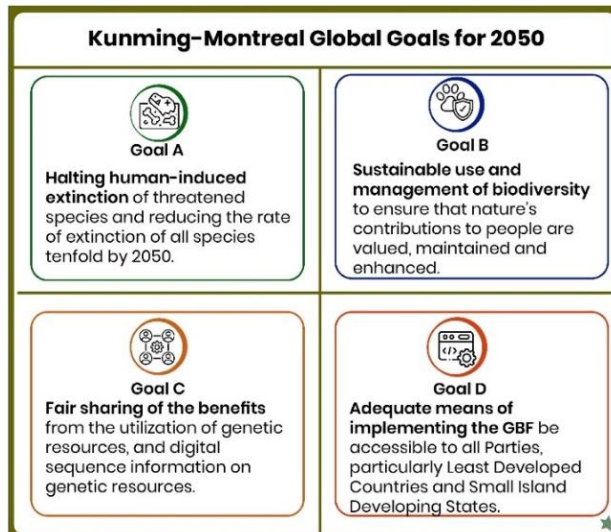 Kunming-Montreal Global Goals for 2050
Goal A
Halting human-induced
extinction of threatened
species and reducing the rate
of extinction of all species
tenfold by 2050.
Goal B
Sustainable use and
management of biodiversity
to ensure that nature's
contributions to people are
valued, maintained and
enhanced.
Goal C
Fair sharing of the benefits
from the utilization of genetic
resources, and digital
sequence information on
genetic resources.
</>
Goal D
Adequate means of
implementing the GBF be
accessible to all Parties,
particularly Least Developed
Countries and Small Island
Developing States.